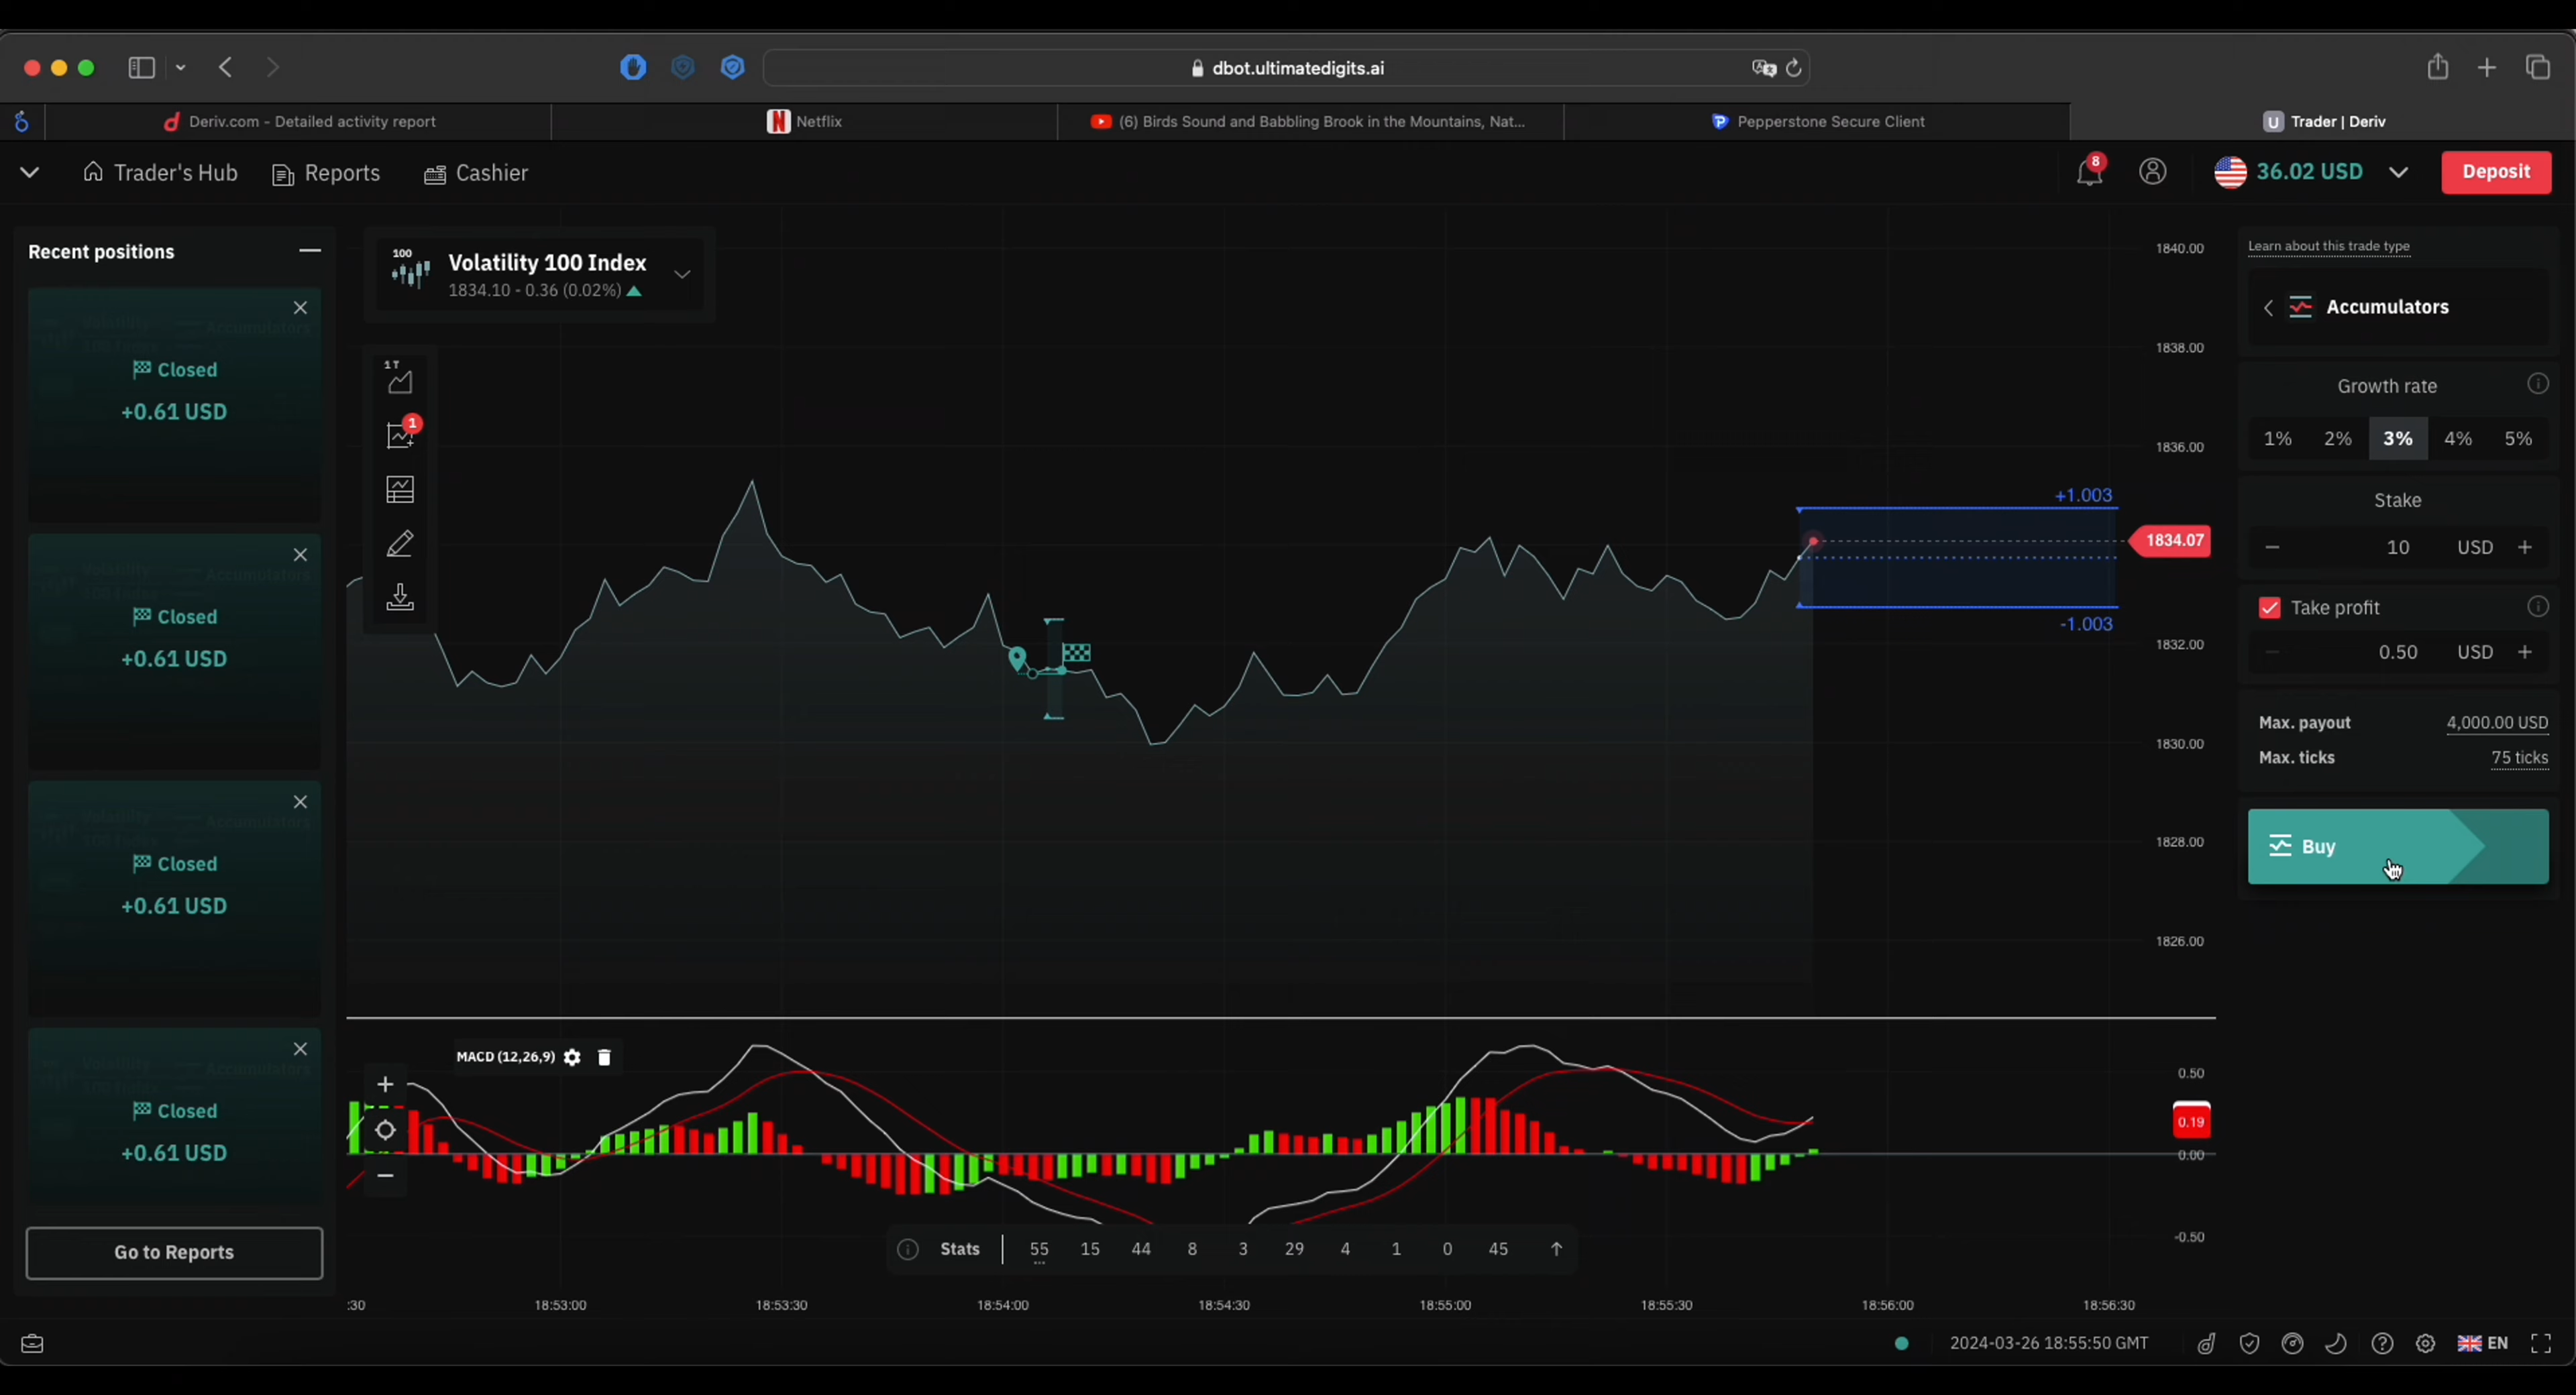 dbot.ultimatedigits.ai
Deriv.com - Detailed activity report
Netflix
(6) Birds Sound and Babbling Brook in the Mountains, Nat...
Pepperstone Secure Client
U
Trader | Deriv
Trader's Hub
Reports
Cashier
8
36.02 USD
Deposit
Recent positions
Closed
+0.61 USD
Closed
+0.61 USD
Closed
+0.61 USD
Closed
+0.61 USD
Go to Reports
100
Volatility 100 Index
1834.10 - 0.36 (0.02%)
1T
1
1840.00
1838.00
1836.00
+1.003
1834.07
-1.003
1832.00
1830.00
1828.00
1826.00
MACD (12,26,9)
0.50
0.19
0.00
-0.50
Stats
55 15 44 8 3 29 4 1 0 45
:30 18:53:00 18:53:30 18:54:00 18:54:30 18:55:00 18:55:30 18:56:00 18:56:30
Learn about this trade type
Accumulators
Growth rate
1% 2% 3% 4% 5%
Stake
10 USD
Take profit
0.50 USD
Max. payout 4,000.00 USD
Max. ticks 75 ticks
Buy
2024-03-26 18:55:50 GMT
EN